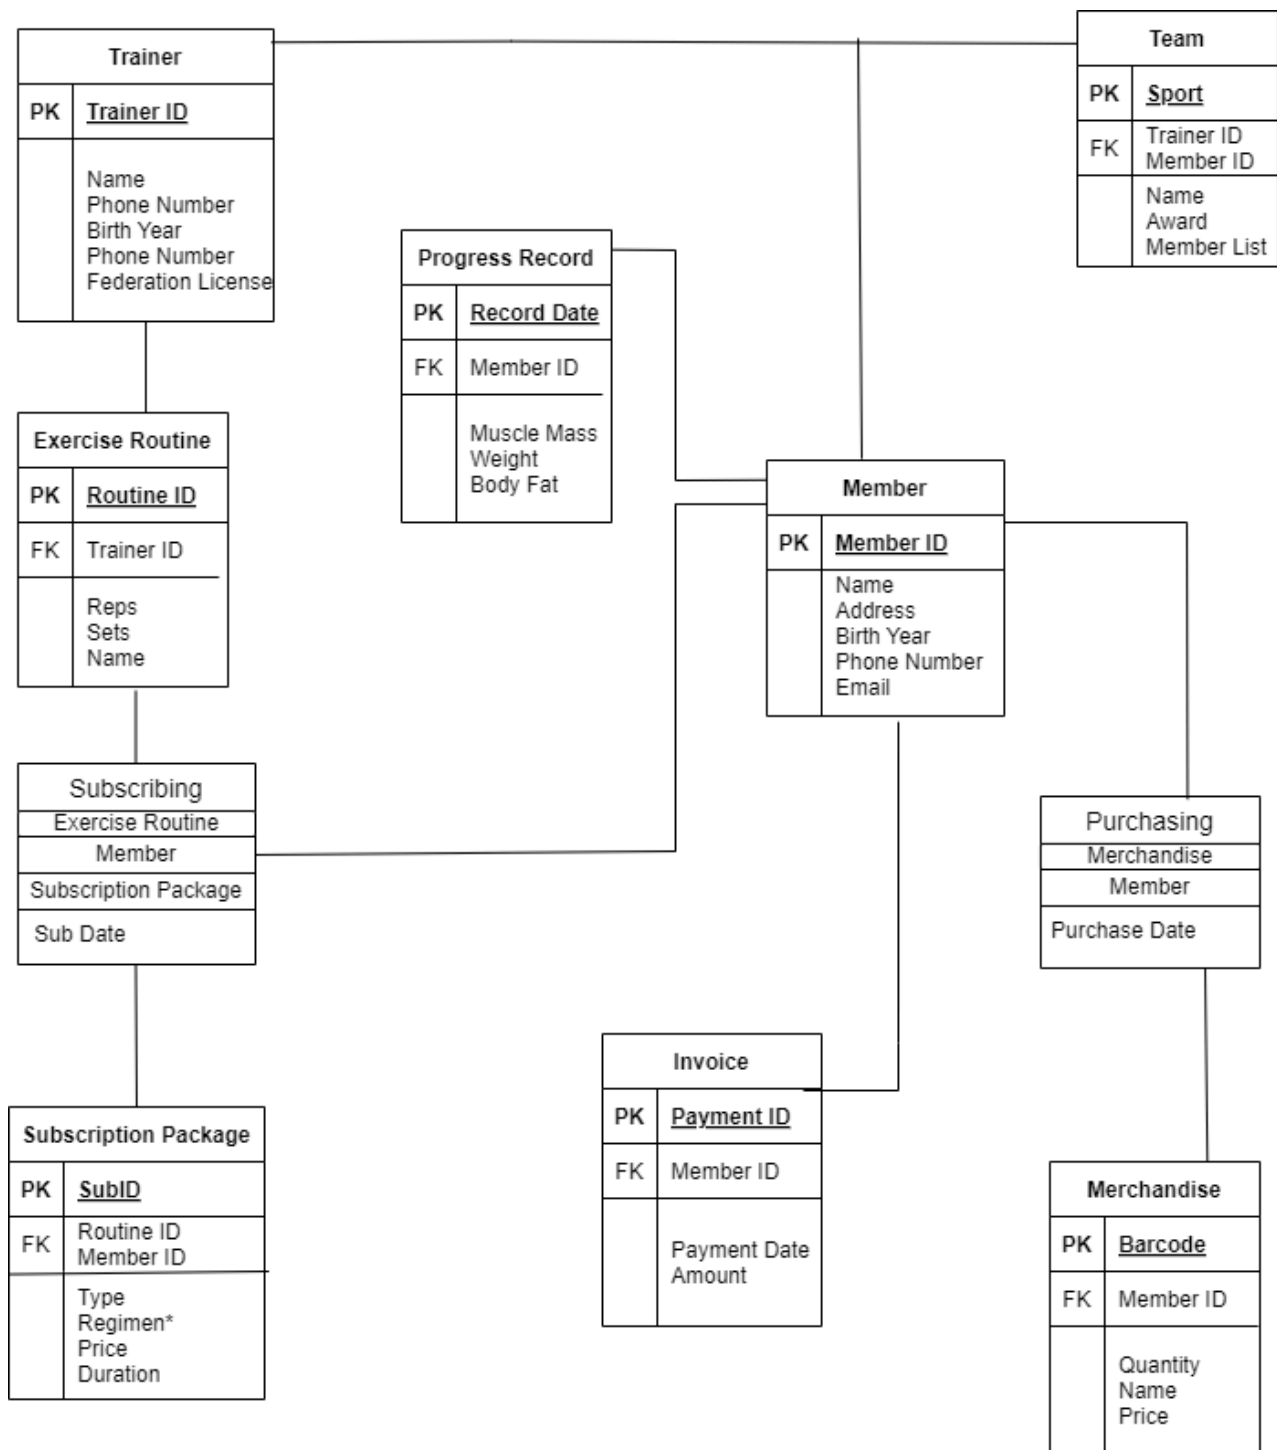 Trainer
PK Trainer ID
Name
Phone Number
Birth Year
Phone Number
Federation License
Team
PK Sport
FK Trainer ID
Member ID
Name
Award
Member List
Progress Record
PK Record Date
FK Member ID
Muscle Mass
Weight
Body Fat
Exercise Routine
PK Routine ID
FK Trainer ID
Reps
Sets
Name
Member
PK Member ID
Name
Address
Birth Year
Phone Number
Email
Subscribing
Exercise Routine
Member
Subscription Package
Sub Date
Purchasing
Merchandise
Member
Purchase Date
Invoice
PK Payment ID
FK Member ID
Payment Date
Amount
Subscription Package
PK SubID
FK Routine ID
Member ID
Type
Regimen*
Price
Duration
Merchandise
PK Barcode
FK Member ID
Quantity
Name
Price